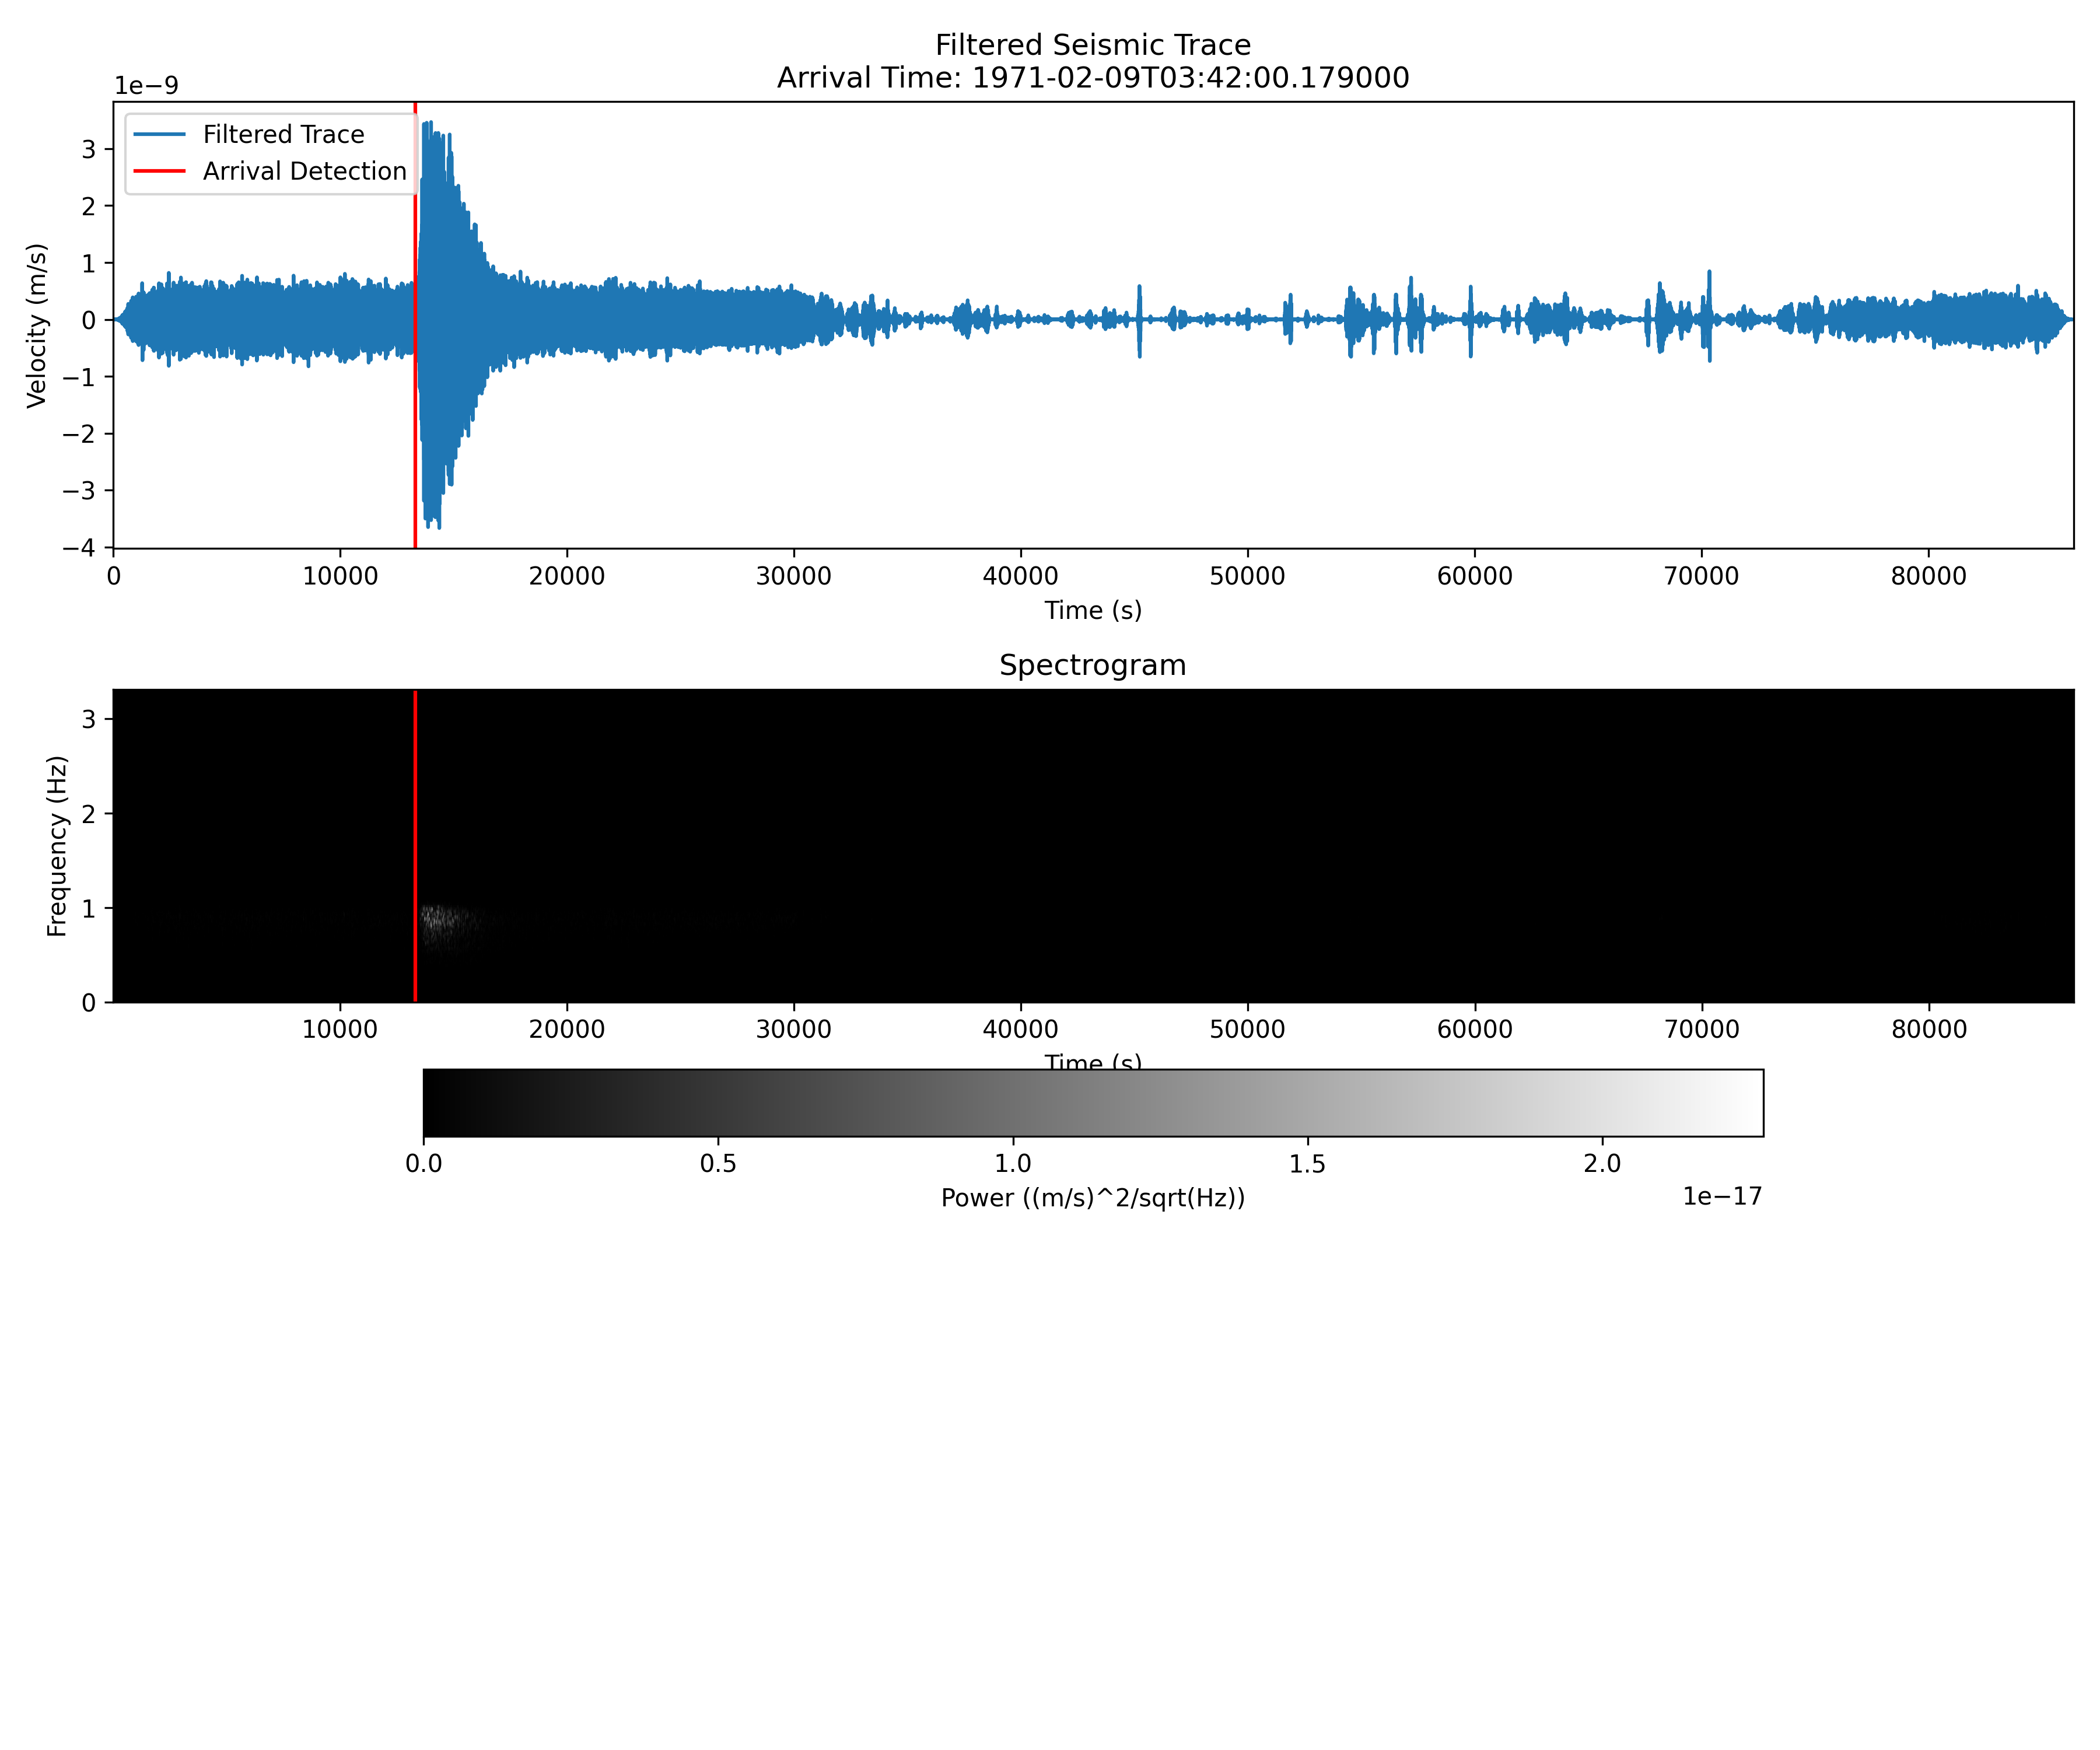 Filtered Seismic Trace
Arrival Time: 1971-02-09T03:42:00.179000
1e−9
Filtered Trace
Arrival Detection
Velocity (m/s)
3
2
1
0
−1
−2
−3
−4
0 10000 20000 30000 40000 50000 60000 70000 80000
Time (s)
Spectrogram
Frequency (Hz)
3
2
1
0
10000 20000 30000 40000 50000 60000 70000 80000
Time (s)
0.0 0.5 1.0 1.5 2.0
Power ((m/s)^2/sqrt(Hz))
1e−17